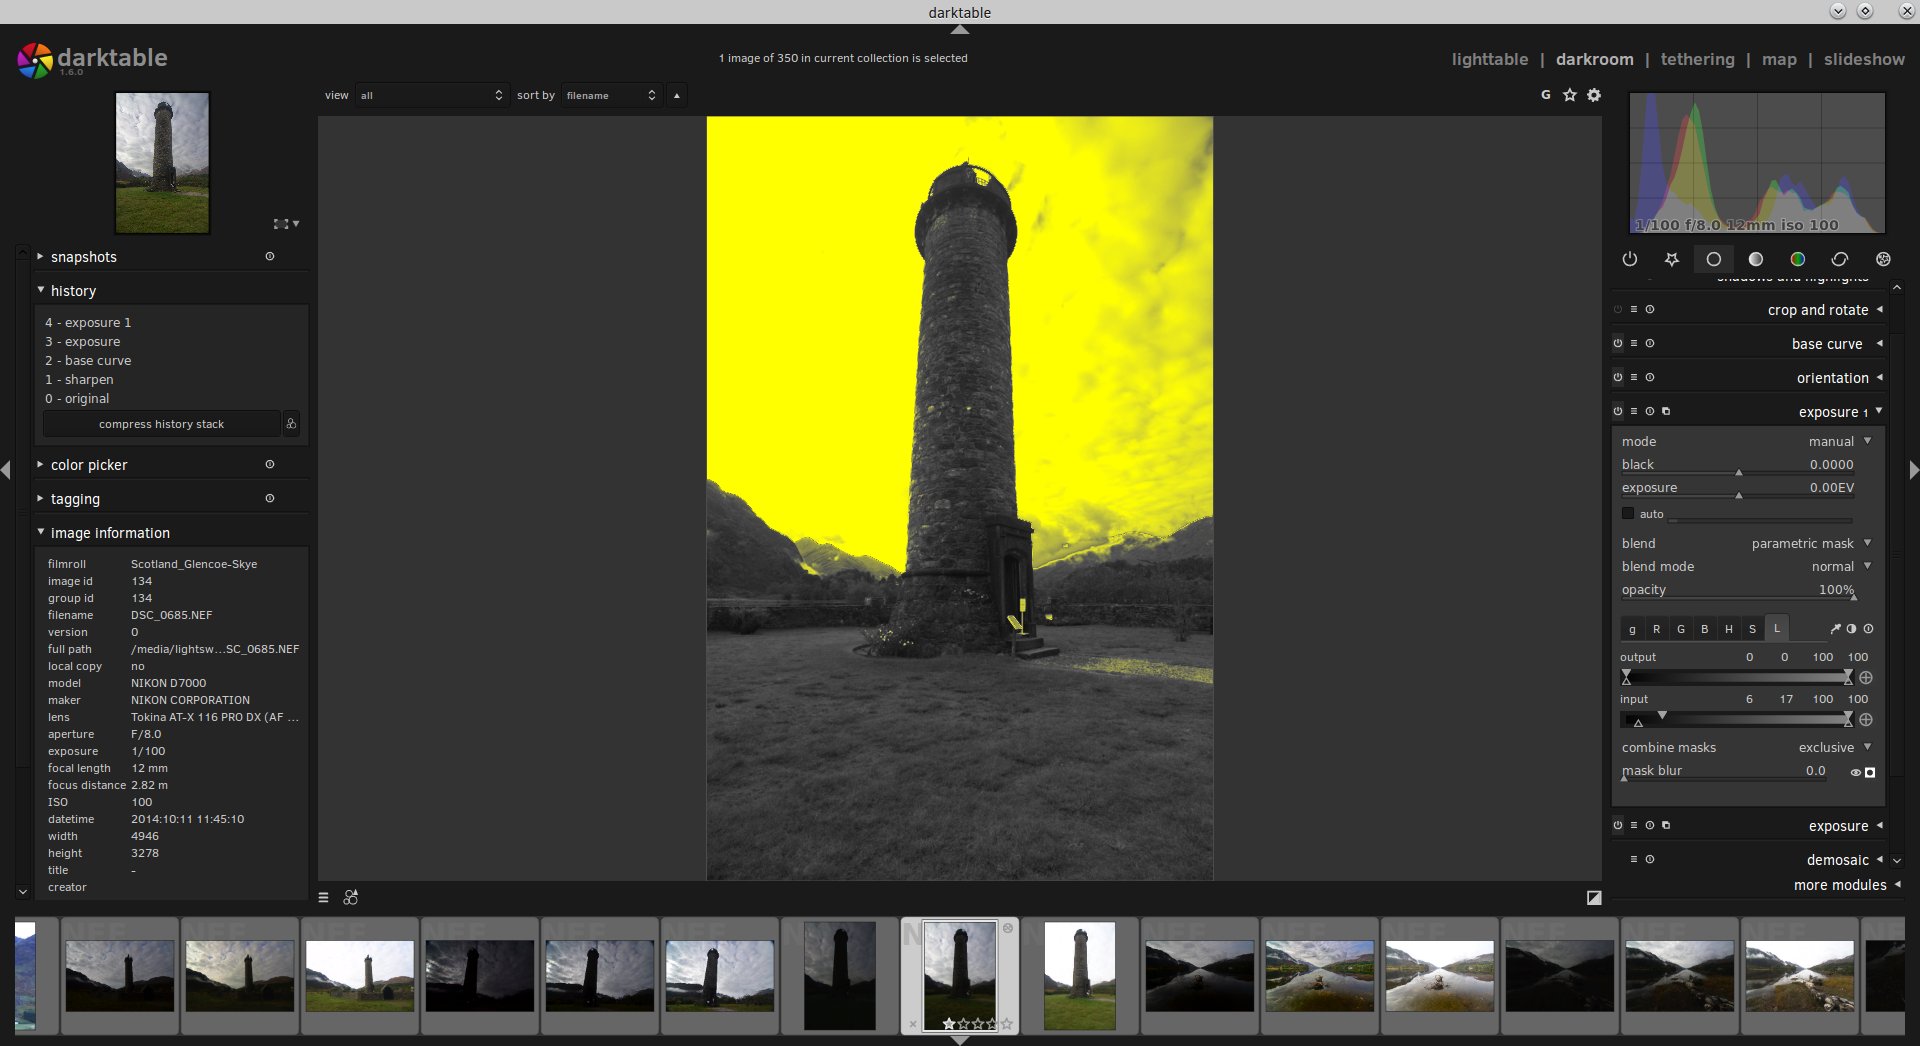 darktable
darktable
1.6.0
1 image of 350 in current collection is selected
lighttable | darkroom | tethering | map | slideshow
view all sort by filename
G
1/100 f/8.0 12mm iso 100
snapshots
history
4 - exposure 1
3 - exposure
2 - base curve
1 - sharpen
0 - original
compress history stack
color picker
tagging
image information
filmroll Scotland_Glencoe-Skye
image id 134
group id 134
filename DSC_0685.NEF
version 0
full path /media/lightsw...SC_0685.NEF
local copy no
model NIKON D7000
maker NIKON CORPORATION
lens Tokina AT-X 116 PRO DX (AF ...
aperture F/8.0
exposure 1/100
focal length 12 mm
focus distance 2.82 m
ISO 100
datetime 2014:10:11 11:45:10
width 4946
height 3278
title -
creator
shadows and highlights
crop and rotate
base curve
orientation
exposure 1
mode manual
black 0.0000
exposure 0.00EV
auto
blend parametric mask
blend mode normal
opacity 100%
g R G B H S L
output 0 0 100 100
input 6 17 100 100
combine masks exclusive
mask blur 0.0
exposure
demosaic
more modules